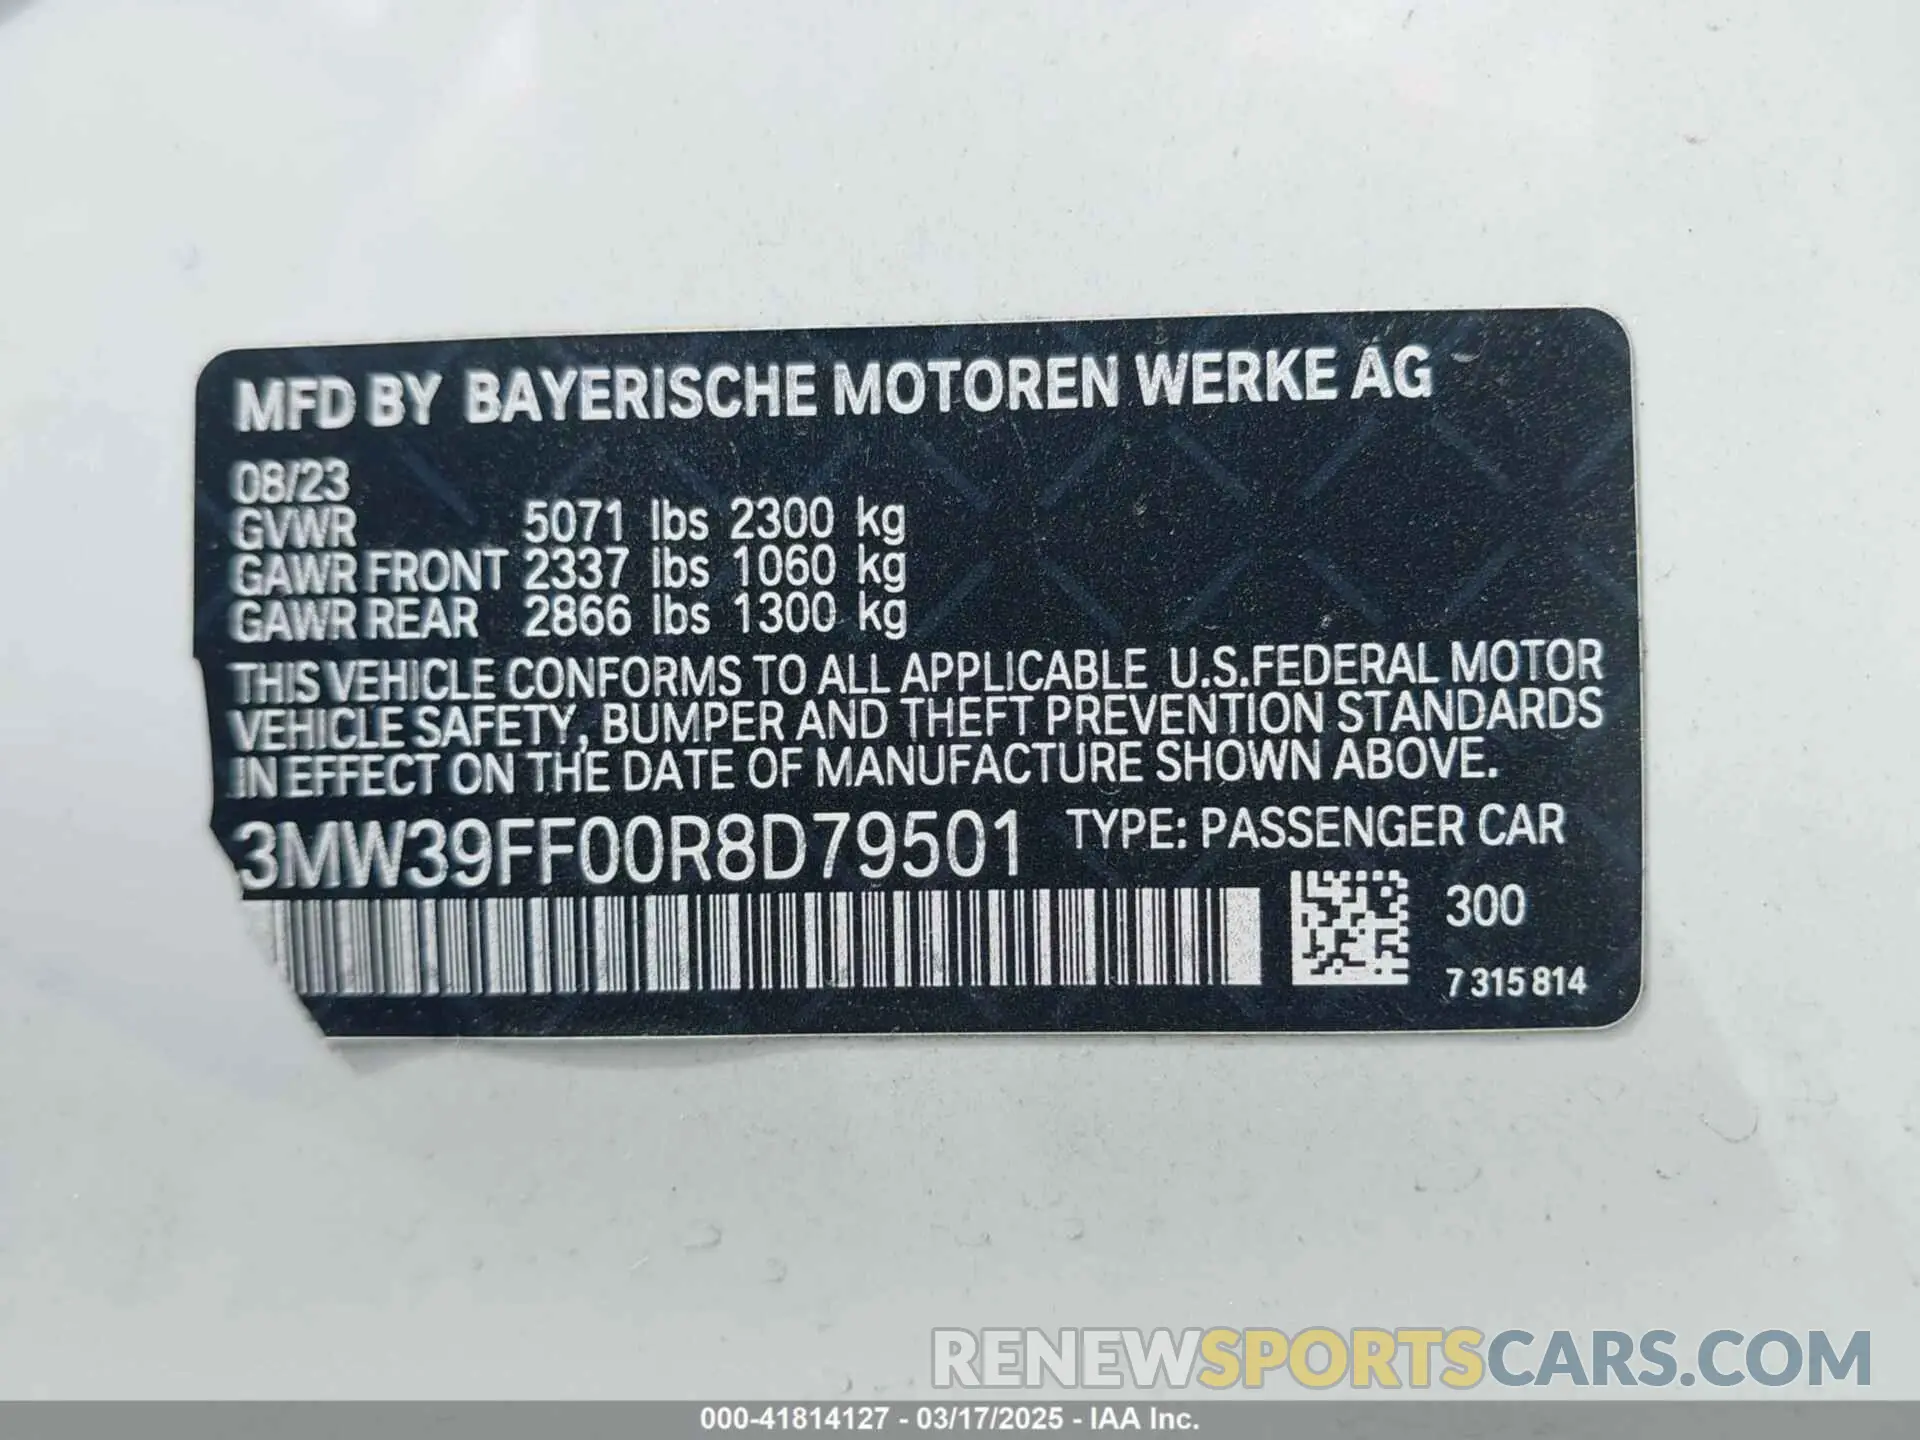 MFD BY BAYERISCHE MOTOREN WERKE AG
08/23
GVWR 5071 lbs 2300 kg
GAWR FRONT 2337 lbs 1060 kg
GAWR REAR 2866 lbs 1300 kg
THIS VEHICLE CONFORMS TO ALL APPLICABLE U.S.FEDERAL MOTOR
VEHICLE SAFETY, BUMPER AND THEFT PREVENTION STANDARDS
IN EFFECT ON THE DATE OF MANUFACTURE SHOWN ABOVE.
3MW39FF00R8D79501 TYPE: PASSENGER CAR
300
7 315 814
RENEWSPORTSCARS.COM
000-41814127 - 03/17/2025 - IAA Inc.